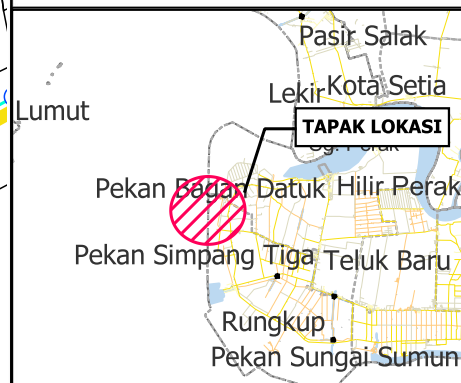 Pasir Salak
Lekir Kota Setia
Lumut
TAPAK LOKASI
Sg. Perak
Pekan Bagan Datuk Hilir Perak
Pekan Simpang Tiga Teluk Baru
Rungkup
Pekan Sungai Sumun